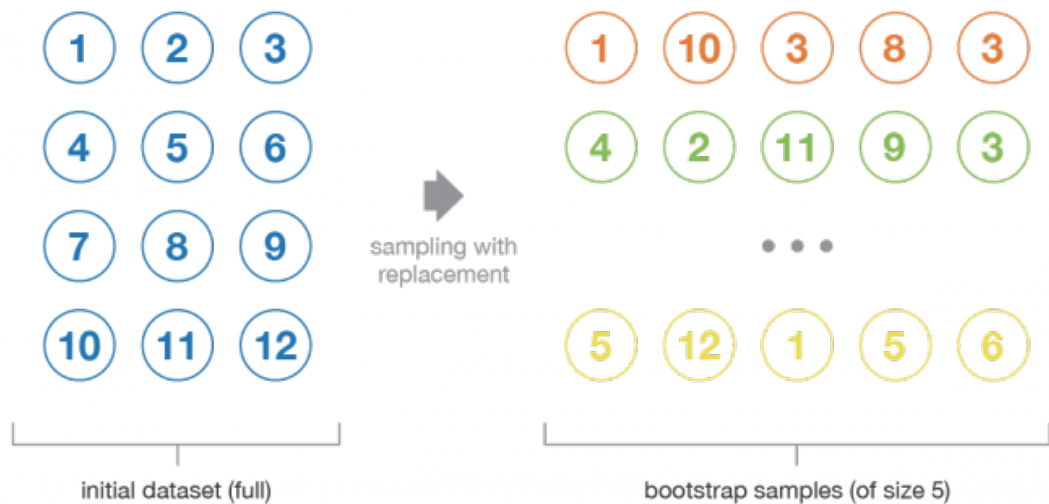 1 2 3
1 10 3 8 3
4 5 6
4 2 11 9 3
7 8 9
sampling with
replacement
10 11 12
5 12 1 5 6
initial dataset (full)
bootstrap samples (of size 5)